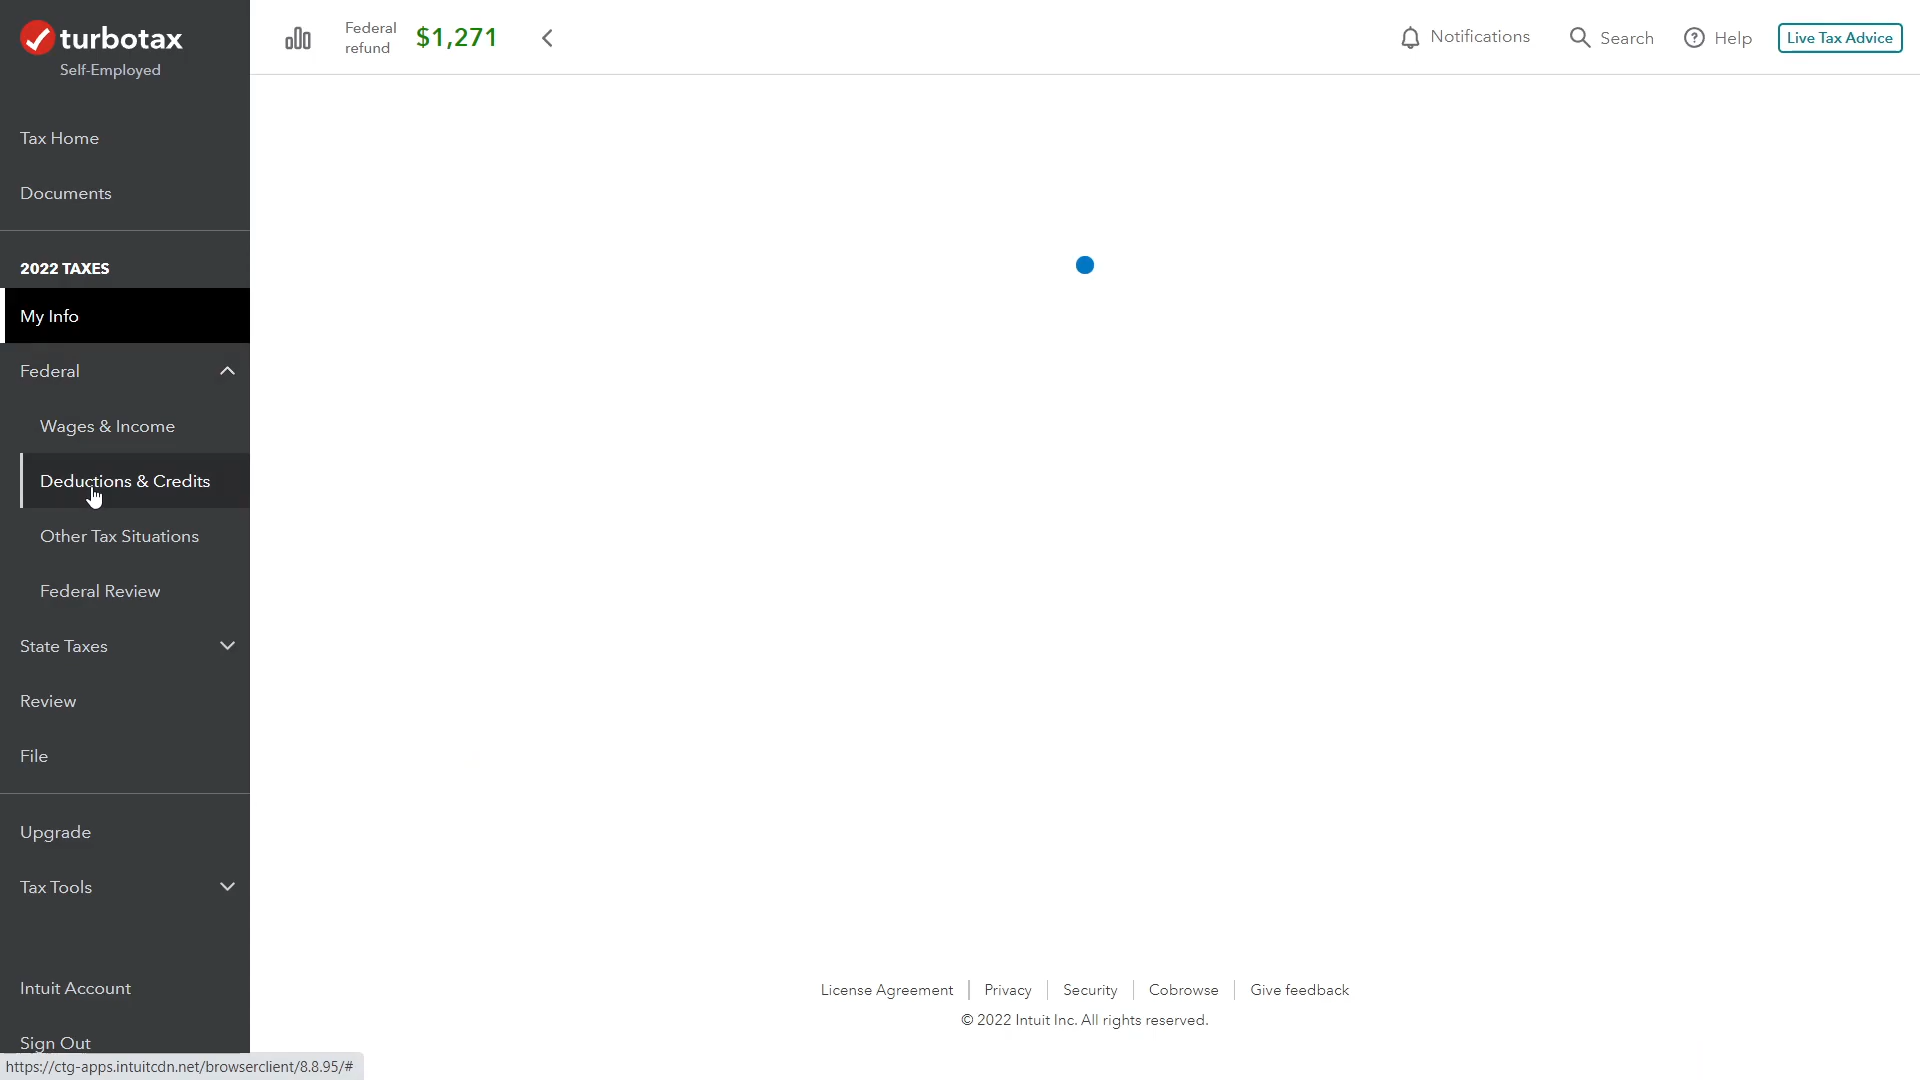 turbotax
Self-Employed
Tax Home
Documents
2022 TAXES
My Info
Federal
Wages & Income
Deductions & Credits
Other Tax Situations
Federal Review
State Taxes
Review
File
Upgrade
Tax Tools
Intuit Account
Sign Out
https://ctg-apps.intuitcdn.net/browserclient/8.8.95/#
Federal
refund
$1,271
Notifications
Search
Help
Live Tax Advice
License Agreement
Privacy
Security
Cobrowse
Give feedback
© 2022 Intuit Inc. All rights reserved.